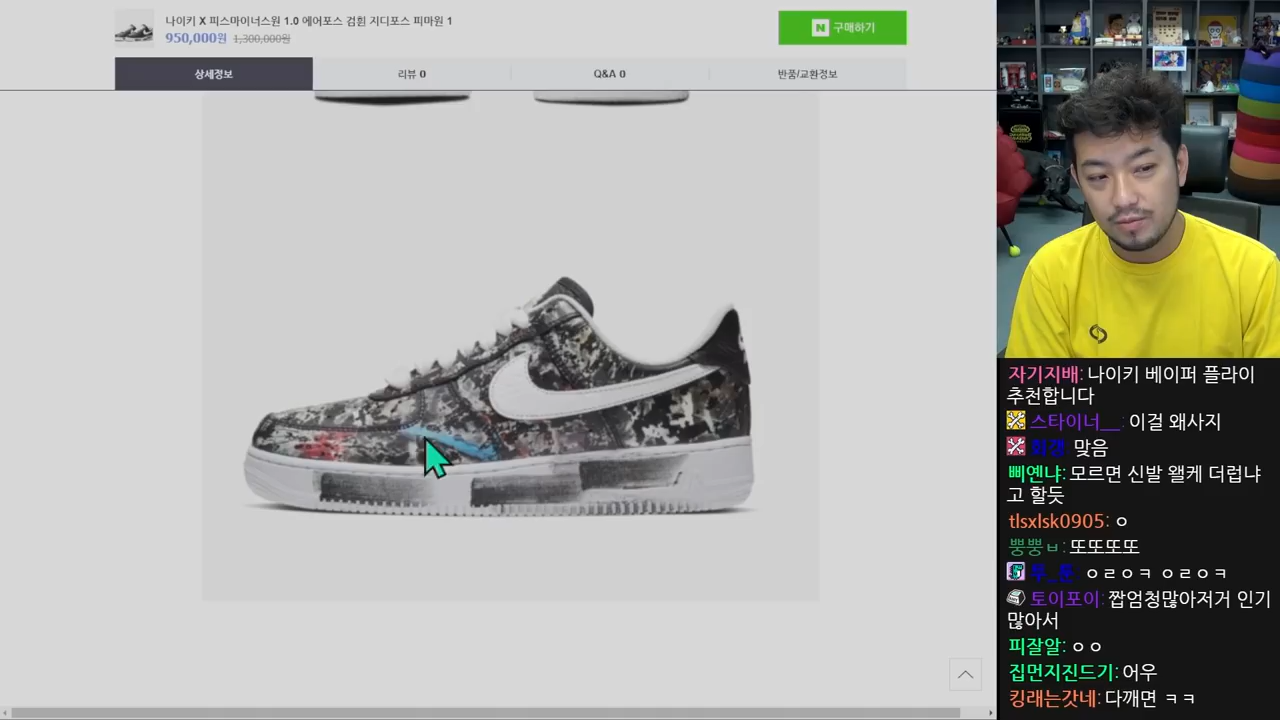 나이키 X 피스마이너스원 1.0 에어포스 검흰 지디포스 피마원 1
950,000원 1,300,000원
N 구매하기
상세정보
리뷰 0
Q&A 0
반품/교환정보
자기지배: 나이키 베이퍼 플라이
추천합니다
스타이너__: 이걸 왜사지
맞음
삐옌냐: 모르면 신발 왤케 더럽냐
고 할듯
tlsxlsk0905: ㅇ
뿡뿡ㅂ: 또또또또
ㅇㄹㅇㅋ ㅇㄹㅇㅋ
토이포이: 짭엄청많아저거 인기
많아서
피잘알: ㅇㅇ
집먼지진드기: 어우
킹래는갓네: 다깨면 ㅋㅋ